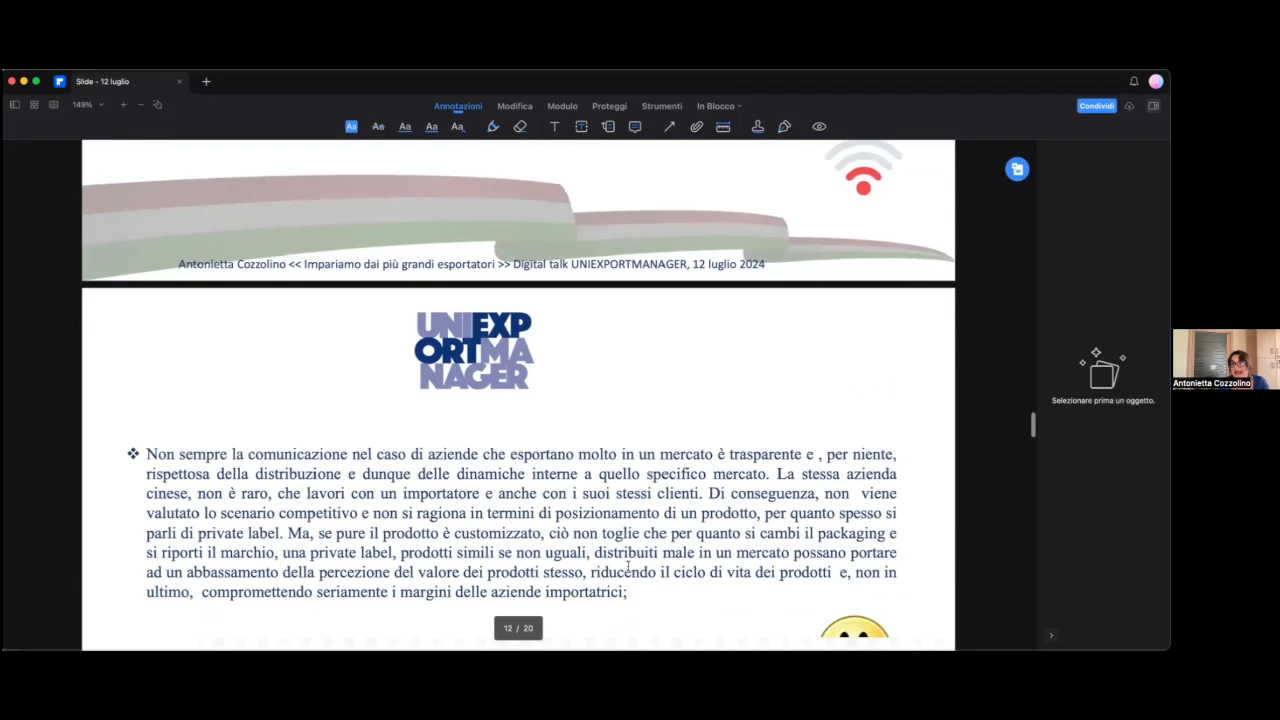 Slide - 12 luglio
149%
Annotazioni
Modifica
Modulo
Proteggi
Strumenti
In Blocco
Condividi
Antonietta Cozzolino << Impariamo dai più grandi esportatori >> Digital talk UNIEXPORTMANAGER, 12 luglio 2024
UNIEXP
ORTMA
NAGER
❖ Non sempre la comunicazione nel caso di aziende che esportano molto in un mercato è trasparente e , per niente,
rispettosa della distribuzione e dunque delle dinamiche interne a quello specifico mercato. La stessa azienda
cinese, non è raro, che lavori con un importatore e anche con i suoi stessi clienti. Di conseguenza, non viene
valutato lo scenario competitivo e non si ragiona in termini di posizionamento di un prodotto, per quanto spesso si
parli di private label. Ma, se pure il prodotto è customizzato, ciò non toglie che per quanto si cambi il packaging e
si riporti il marchio, una private label, prodotti simili se non uguali, distribuiti male in un mercato possano portare
ad un abbassamento della percezione del valore dei prodotti stesso, riducendo il ciclo di vita dei prodotti e, non in
ultimo, compromettendo seriamente i margini delle aziende importatrici;
12 / 20
Selezionare prima un oggetto.
Antonietta Cozzolino